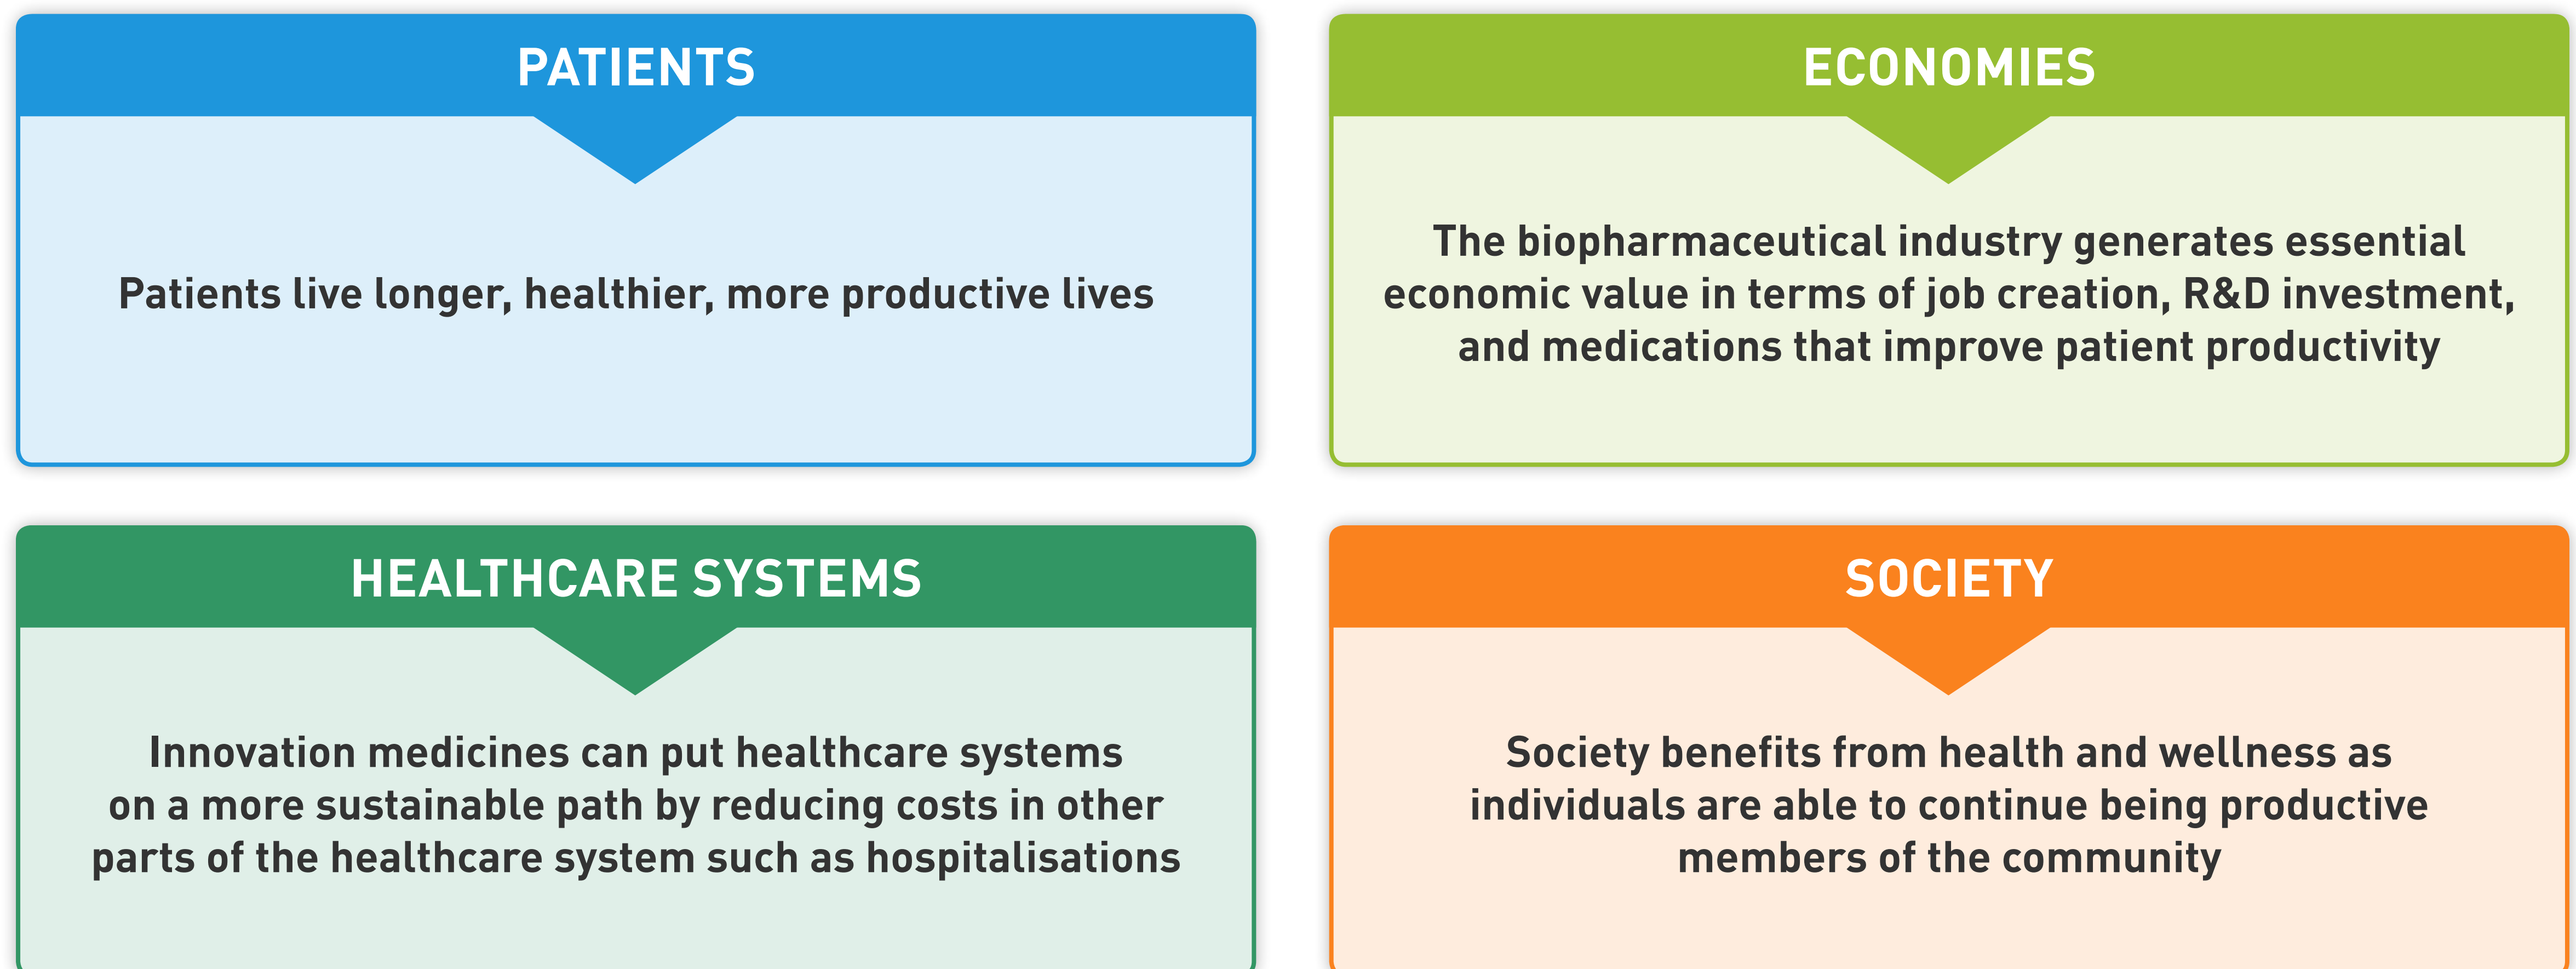 PATIENTS
Patients live longer, healthier, more productive lives
ECONOMIES
The biopharmaceutical industry generates essential
economic value in terms of job creation, R&D investment,
and medications that improve patient productivity
HEALTHCARE SYSTEMS
Innovation medicines can put healthcare systems
on a more sustainable path by reducing costs in other
parts of the healthcare system such as hospitalisations
SOCIETY
Society benefits from health and wellness as
individuals are able to continue being productive
members of the community